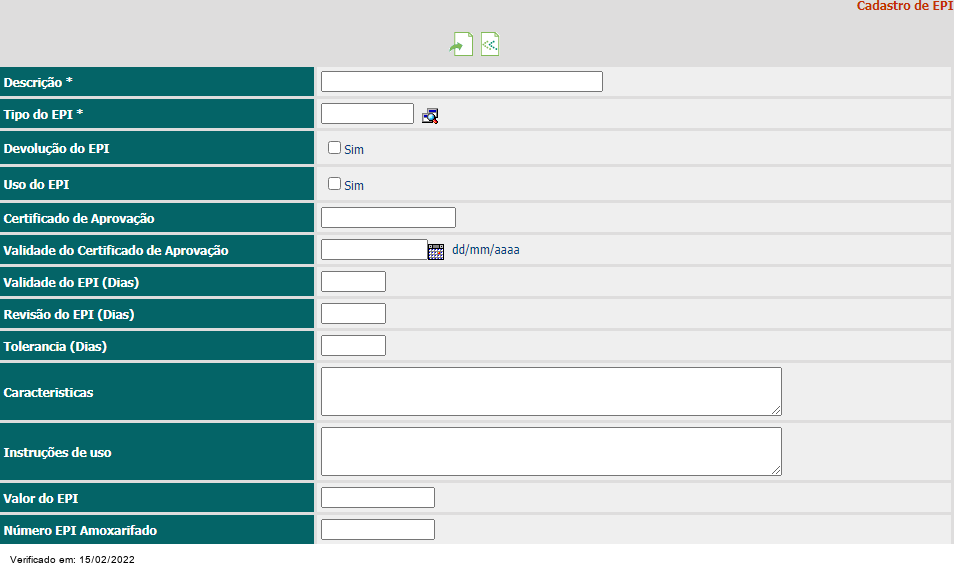 Cadastro de EPI
Descrição *
Tipo do EPI *
Devolução do EPI
Sim
Uso do EPI
Sim
Certificado de Aprovação
Validade do Certificado de Aprovação
dd/mm/aaaa
Validade do EPI (Dias)
Revisão do EPI (Dias)
Tolerancia (Dias)
Caracteristicas
Instruções de uso
Valor do EPI
Número EPI Amoxarifado
Verificado em: 15/02/2022